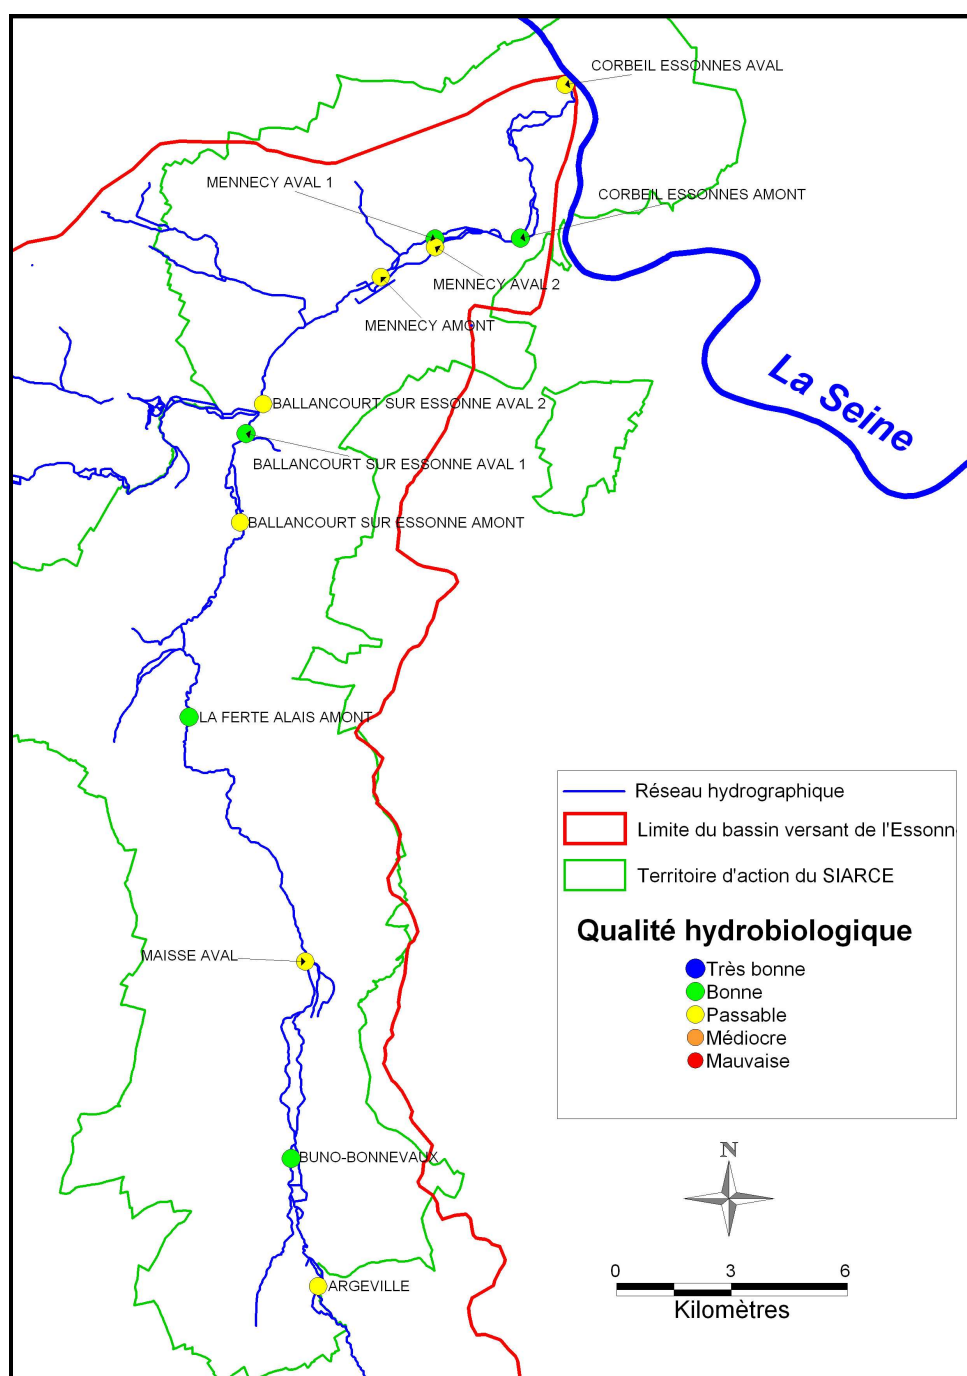 CORBEIL ESSONNES AVAL
MENNECY AVAL 1
CORBEIL ESSONNES AMONT
MENNECY AVAL 2
MENNECY AMONT
La Seine
BALLANCOURT SUR ESSONNE AVAL 2
BALLANCOURT SUR ESSONNE AVAL 1
BALLANCOURT SUR ESSONNE AMONT
LA FERTE ALAIS AMONT
Réseau hydrographique
Limite du bassin versant de l'Essonn
Territoire d'action du SIARCE
Qualité hydrobiologique
Très bonne
Bonne
Passable
Médiocre
Mauvaise
MAISSE AVAL
BUNO-BONNEVAUX
ARGEVILLE
N
0 3 6
Kilomètres